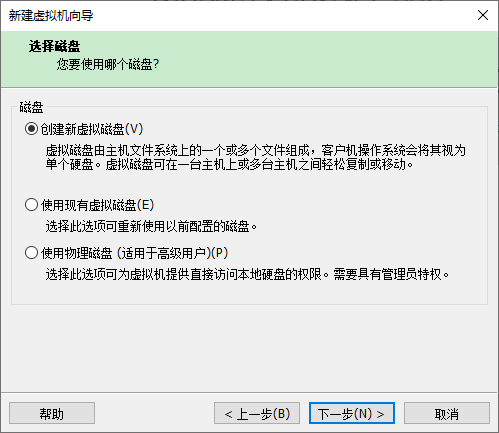 新建虚拟机向导
选择磁盘
您要使用哪个磁盘?
磁盘
创建新虚拟磁盘(V)
虚拟磁盘由主机文件系统上的一个或多个文件组成，客户机操作系统会将其视为
单个硬盘。虚拟磁盘可在一台主机上或多台主机之间轻松复制或移动。
使用现有虚拟磁盘(E)
选择此选项可重新使用以前配置的磁盘。
使用物理磁盘 (适用于高级用户)(P)
选择此选项可为虚拟机提供直接访问本地硬盘的权限。需要具有管理员特权。
帮助
< 上一步(B)
下一步(N) >
取消